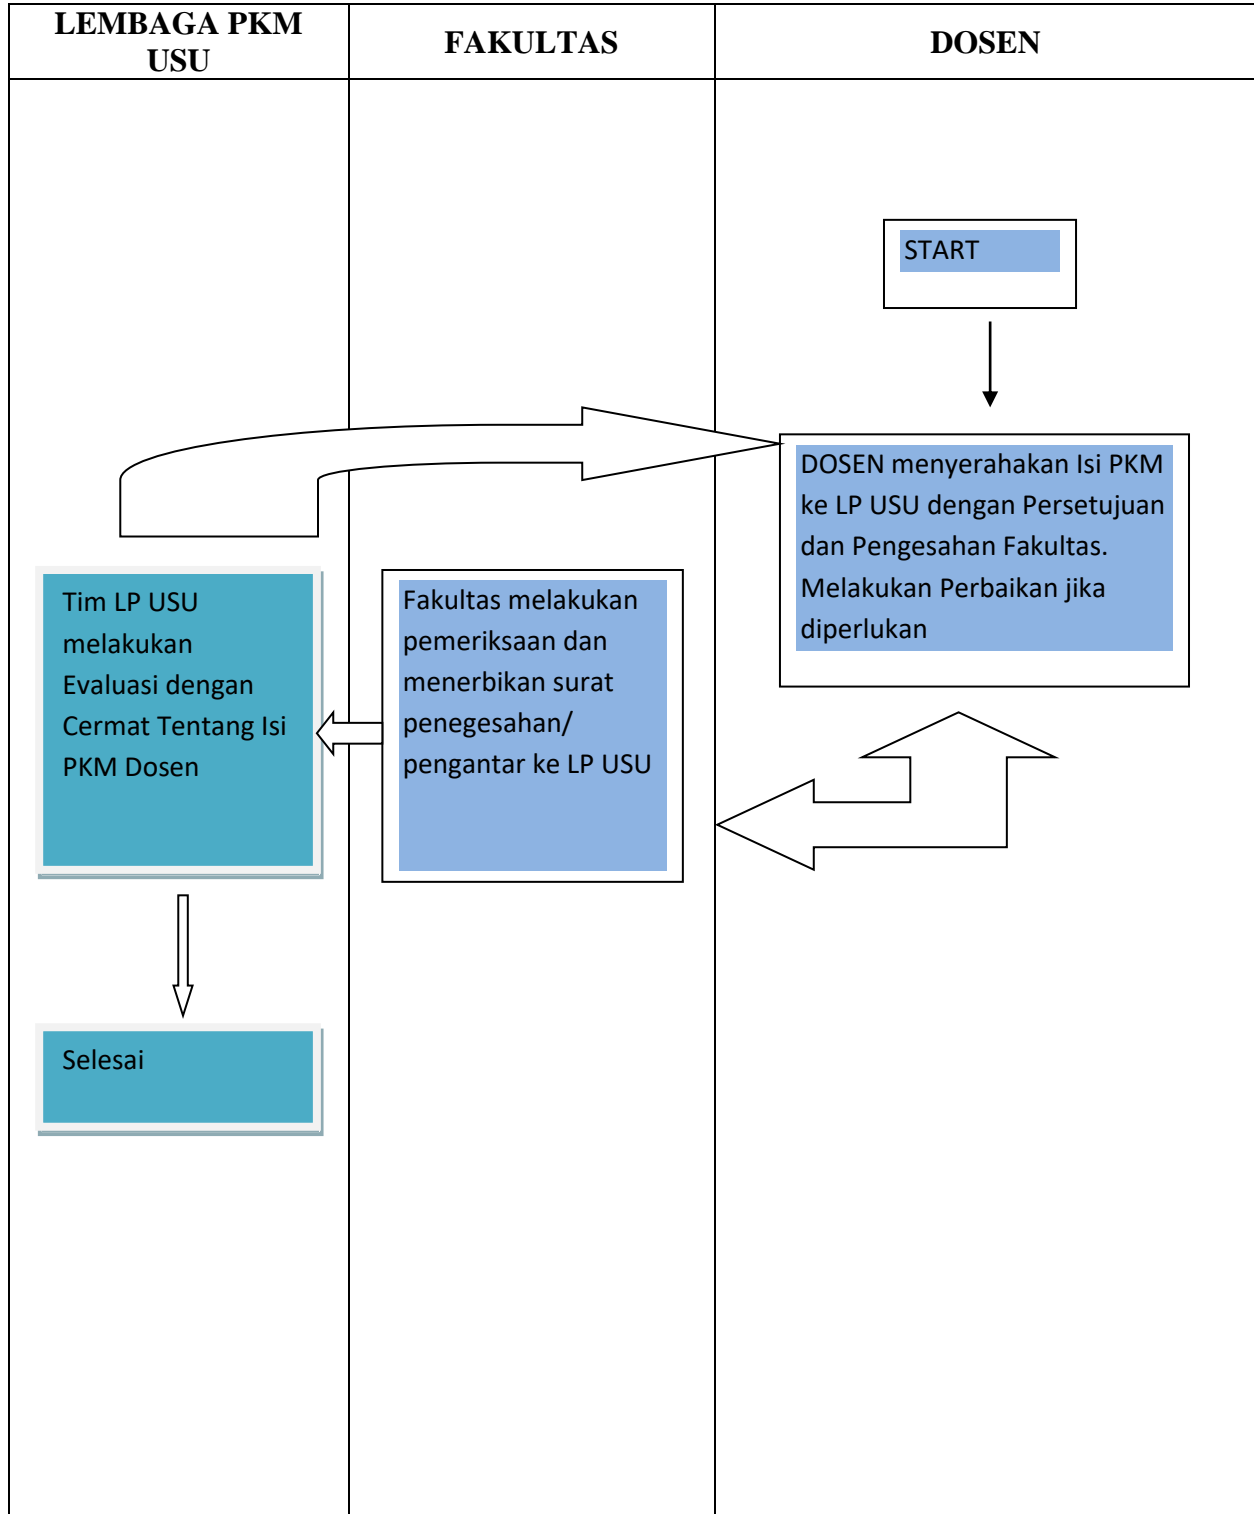 LEMBAGA PKM
USU
FAKULTAS
DOSEN
START
DOSEN menyerahakan Isi PKM
ke LP USU dengan Persetujuan
dan Pengesahan Fakultas.
Melakukan Perbaikan jika
diperlukan
Tim LP USU
melakukan
Evaluasi dengan
Cermat Tentang Isi
PKM Dosen
Fakultas melakukan
pemeriksaan dan
menerbikan surat
penegesahan/
pengantar ke LP USU
Selesai